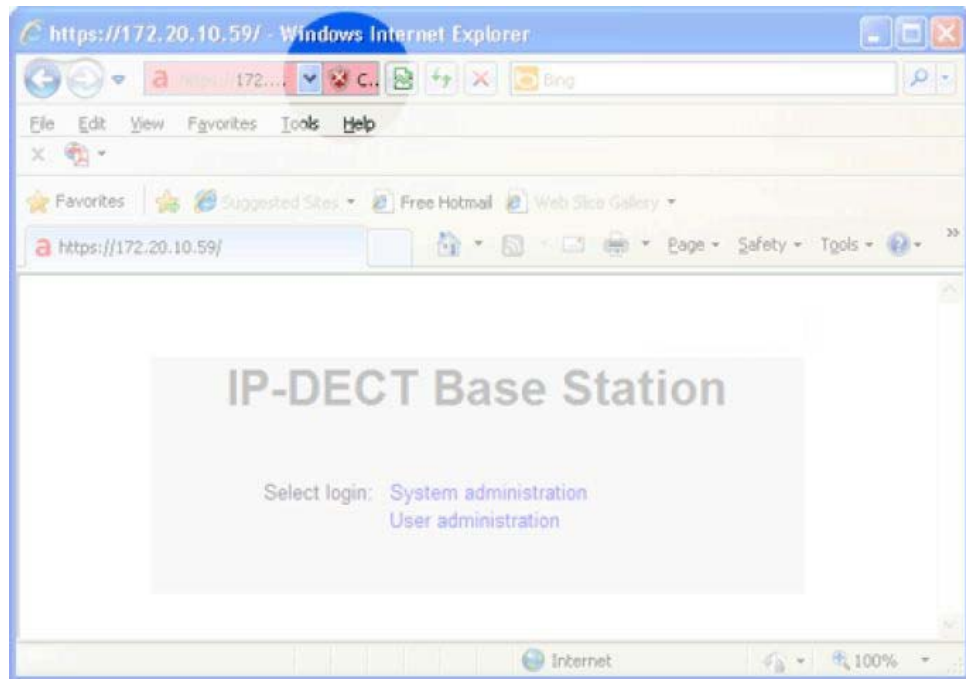 https://172.20.10.59/ - Windows Internet Explorer
172.... C.. Bing
File Edit View Favorites Tools Help
Favorites Suggested Sites Free Hotmail Web Slice Gallery
https://172.20.10.59/ Page Safety Tools »
IP-DECT Base Station
Select login: System administration
User administration
Internet 100%